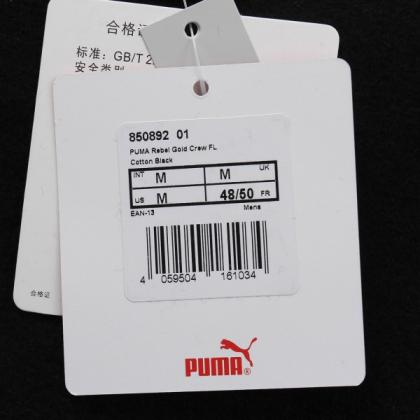 合格证
标准: GB/T 2
安全类别
850892 01
PUMA Rebel Gold Crew FL
Cotton Black
INT M M UK
US M 48/50 FR
EAN-13 Mens
4 059504 161034
合格证
PUMA®